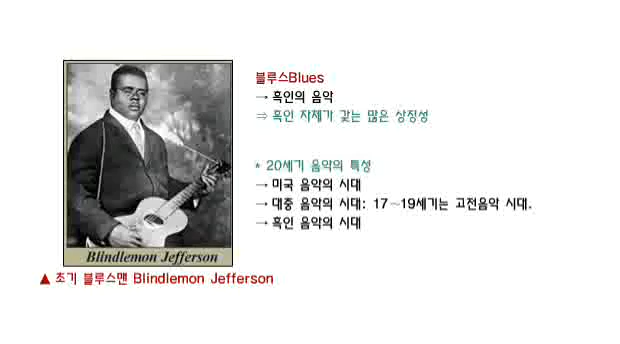 블루스Blues
→ 흑인의 음악
⇒ 흑인 자체가 갖는 많은 상징성
* 20세기 음악의 특성
→ 미국 음악의 시대
→ 대중 음악의 시대: 17~19세기는 고전음악 시대.
→ 흑인 음악의 시대
Blindlemon Jefferson
▲ 초기 블루스맨 Blindlemon Jefferson